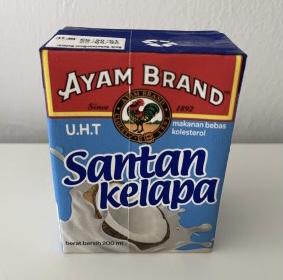 AYAM BRAND
Since 1892
U.H.T
makanan bebas
kolesterol
Santan
kelapa
berat bersih 200 ml